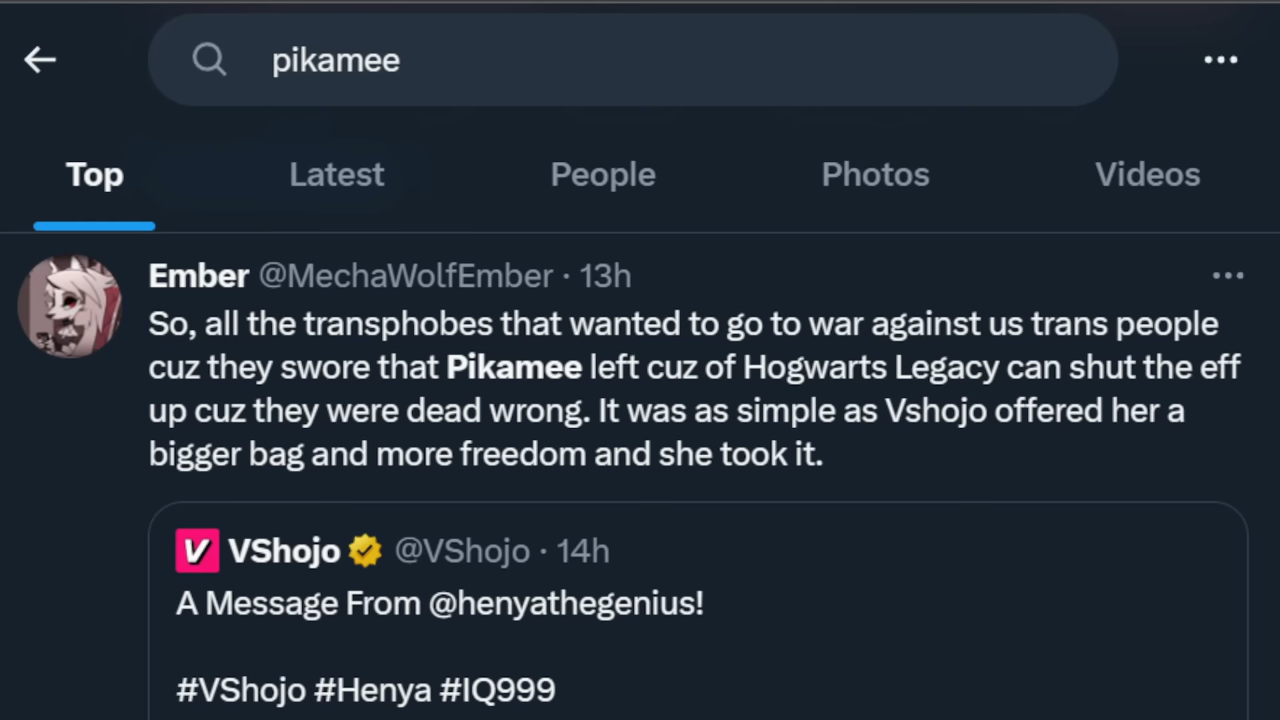 pikamee
Top Latest People Photos Videos
Ember @MechaWolfEmber · 13h
So, all the transphobes that wanted to go to war against us trans people
cuz they swore that Pikamee left cuz of Hogwarts Legacy can shut the eff
up cuz they were dead wrong. It was as simple as Vshojo offered her a
bigger bag and more freedom and she took it.
V VShojo @VShojo · 14h
A Message From @henyathegenius!
#VShojo #Henya #IQ999